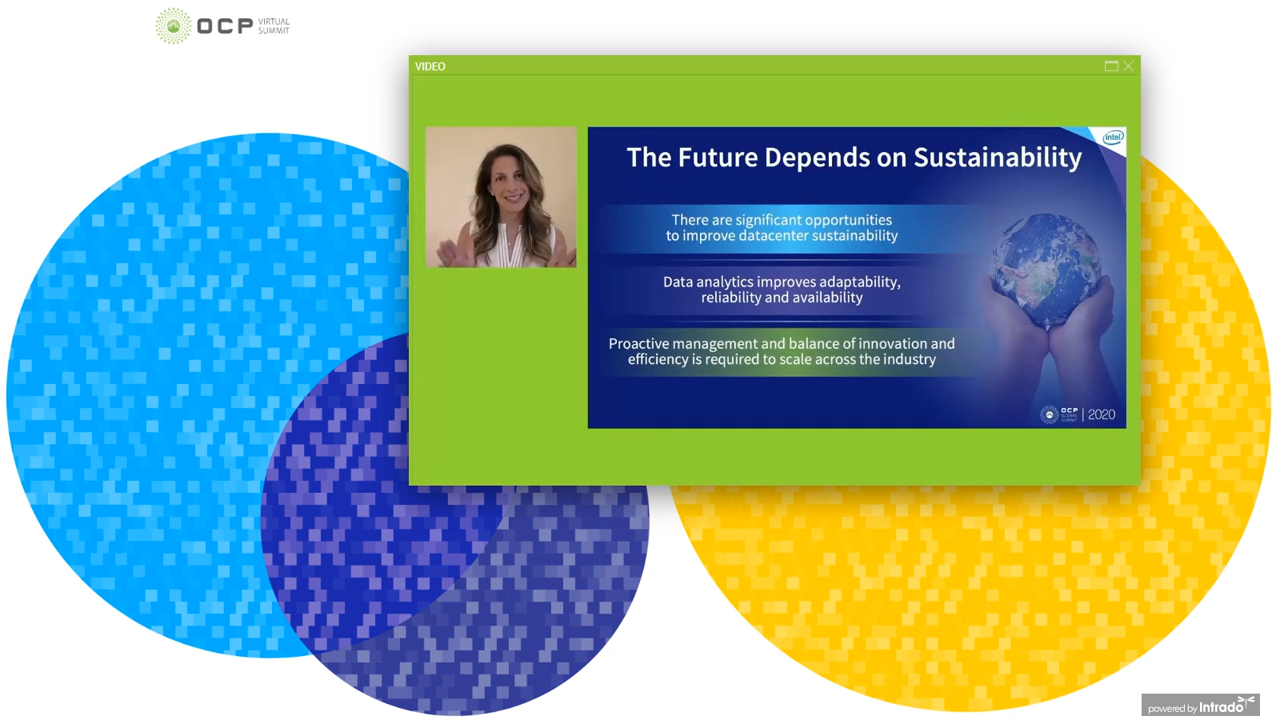 OCP VIRTUAL
SUMMIT
VIDEO
intel
The Future Depends on Sustainability
There are significant opportunities
to improve datacenter sustainability
Data analytics improves adaptability,
reliability and availability
Proactive management and balance of innovation and
efficiency is required to scale across the industry
OCP
GLOBAL
SUMMIT
2020
powered by Intrado